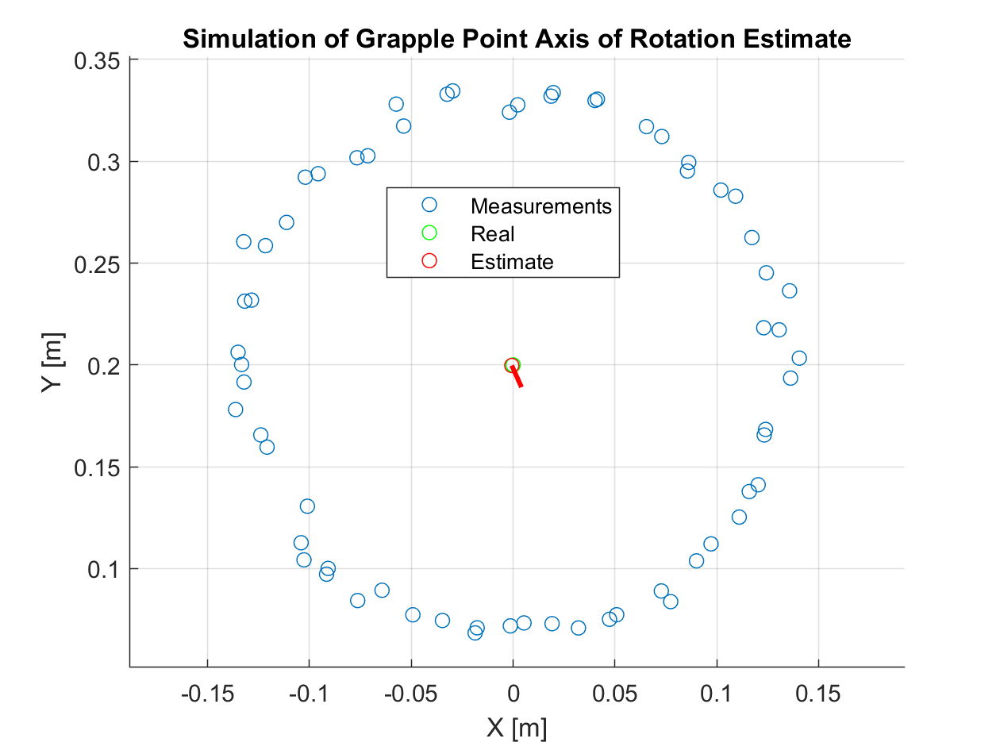 Simulation of Grapple Point Axis of Rotation Estimate
0.35
0.3
0.25
0.2
0.15
0.1
Y [m]
Measurements
Real
Estimate
-0.15 -0.1 -0.05 0 0.05 0.1 0.15
X [m]